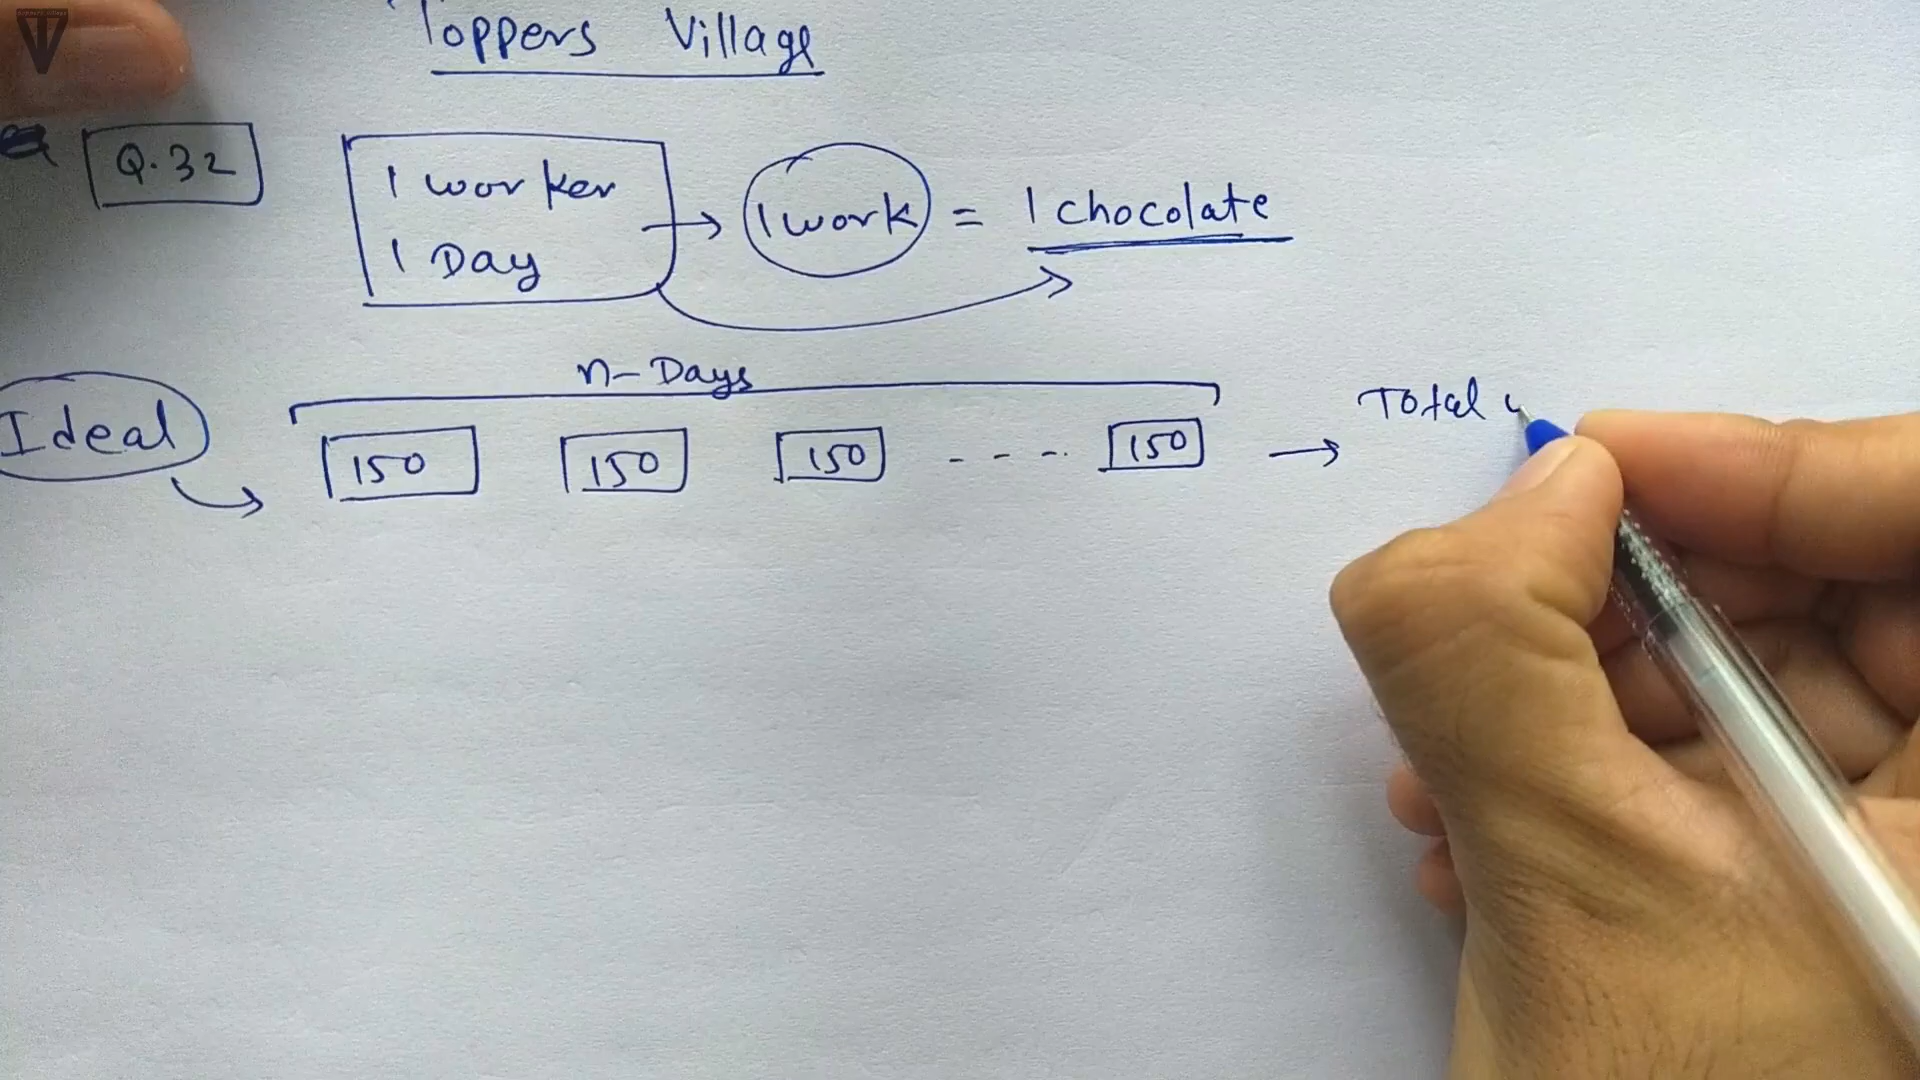 Toppers Village
Q.32
1 worker
1 Day
1 work = 1 chocolate
n-Days
Ideal
150 150 150 - - - - 150
Total